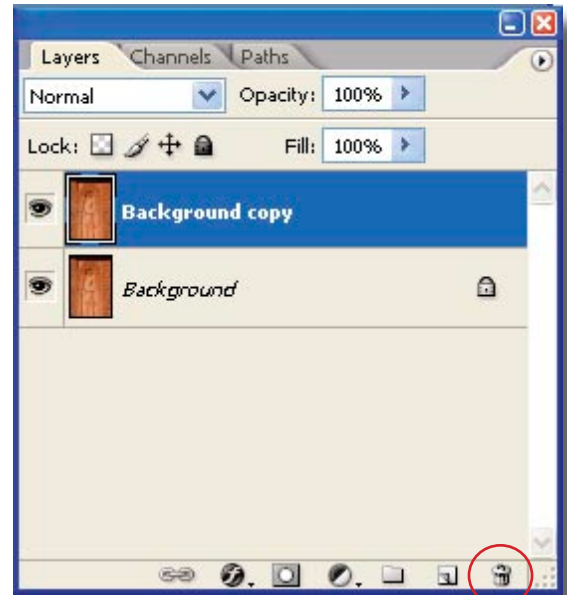 Layers Channels Paths
Normal Opacity: 100%
Lock: Fill: 100%
Background copy
Background